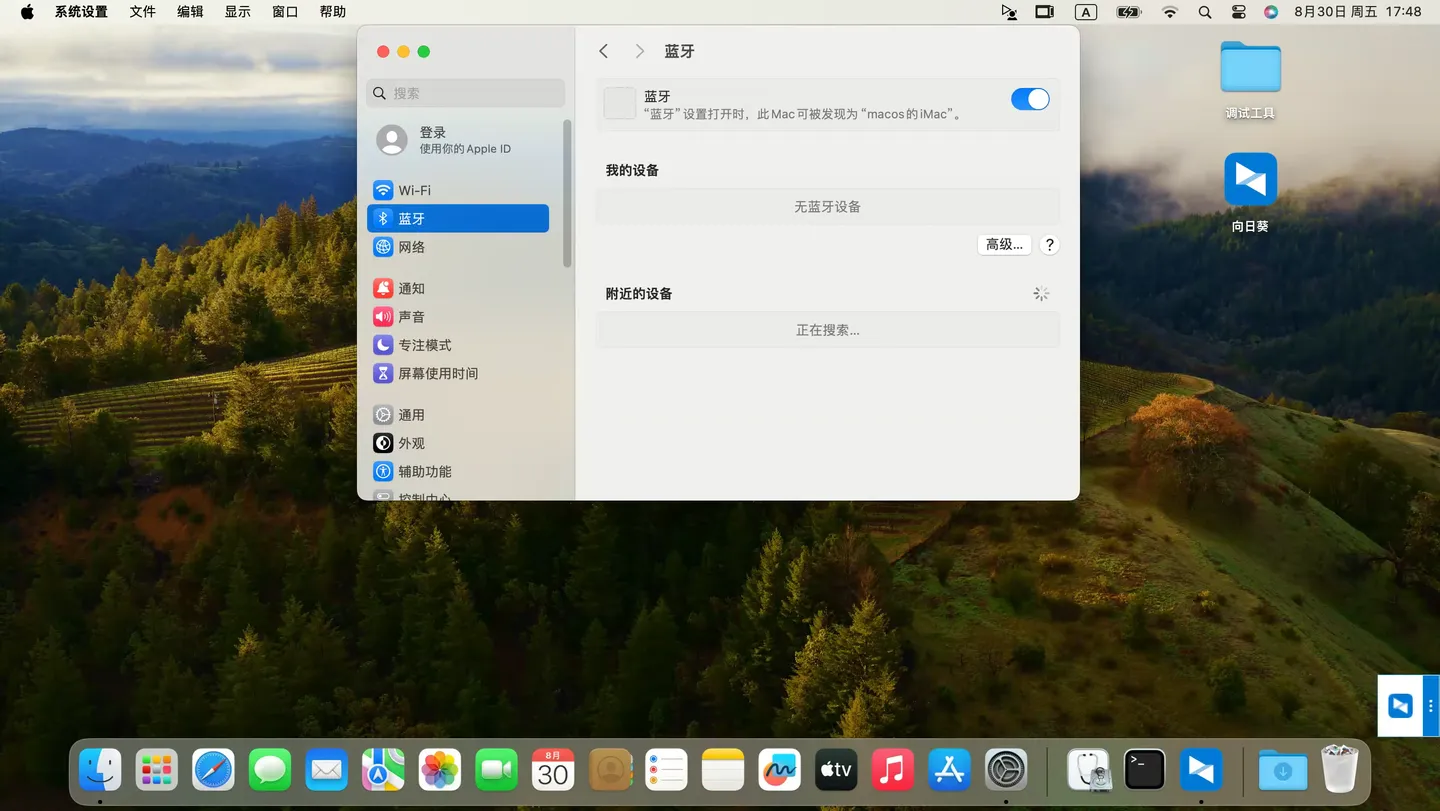 系统设置 文件 编辑 显示 窗口 帮助
A
8月30日 周五 17:48
搜索
登录
使用你的 Apple ID
Wi-Fi
蓝牙
网络
通知
声音
专注模式
屏幕使用时间
通用
外观
辅助功能
控制中心
蓝牙
蓝牙
“蓝牙”设置打开时，此 Mac 可被发现为 “macos的iMac”。
我的设备
无蓝牙设备
高级...
?
附近的设备
正在搜索...
调试工具
向日葵
8月
30
tv
>_